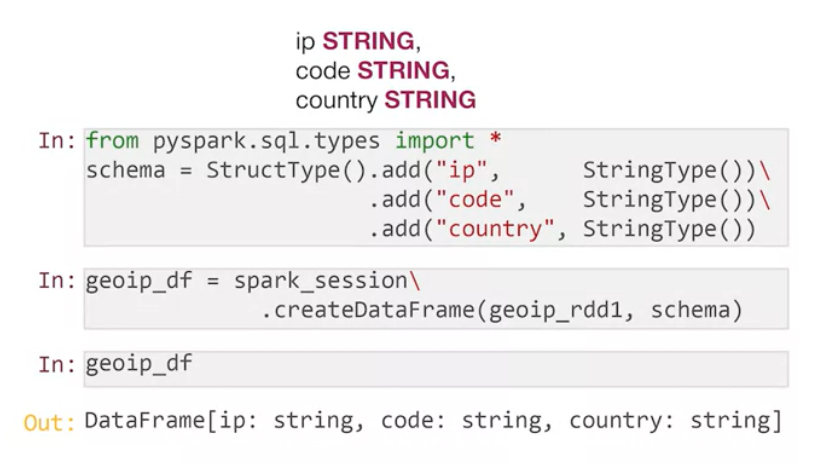 ip STRING,
code STRING,
country STRING
In: from pyspark.sql.types import *
schema = StructType().add("ip",      StringType())\
                     .add("code",    StringType())\
                     .add("country", StringType())
In: geoip_df = spark_session\
             .createDataFrame(geoip_rdd1, schema)
In: geoip_df
Out: DataFrame[ip: string, code: string, country: string]